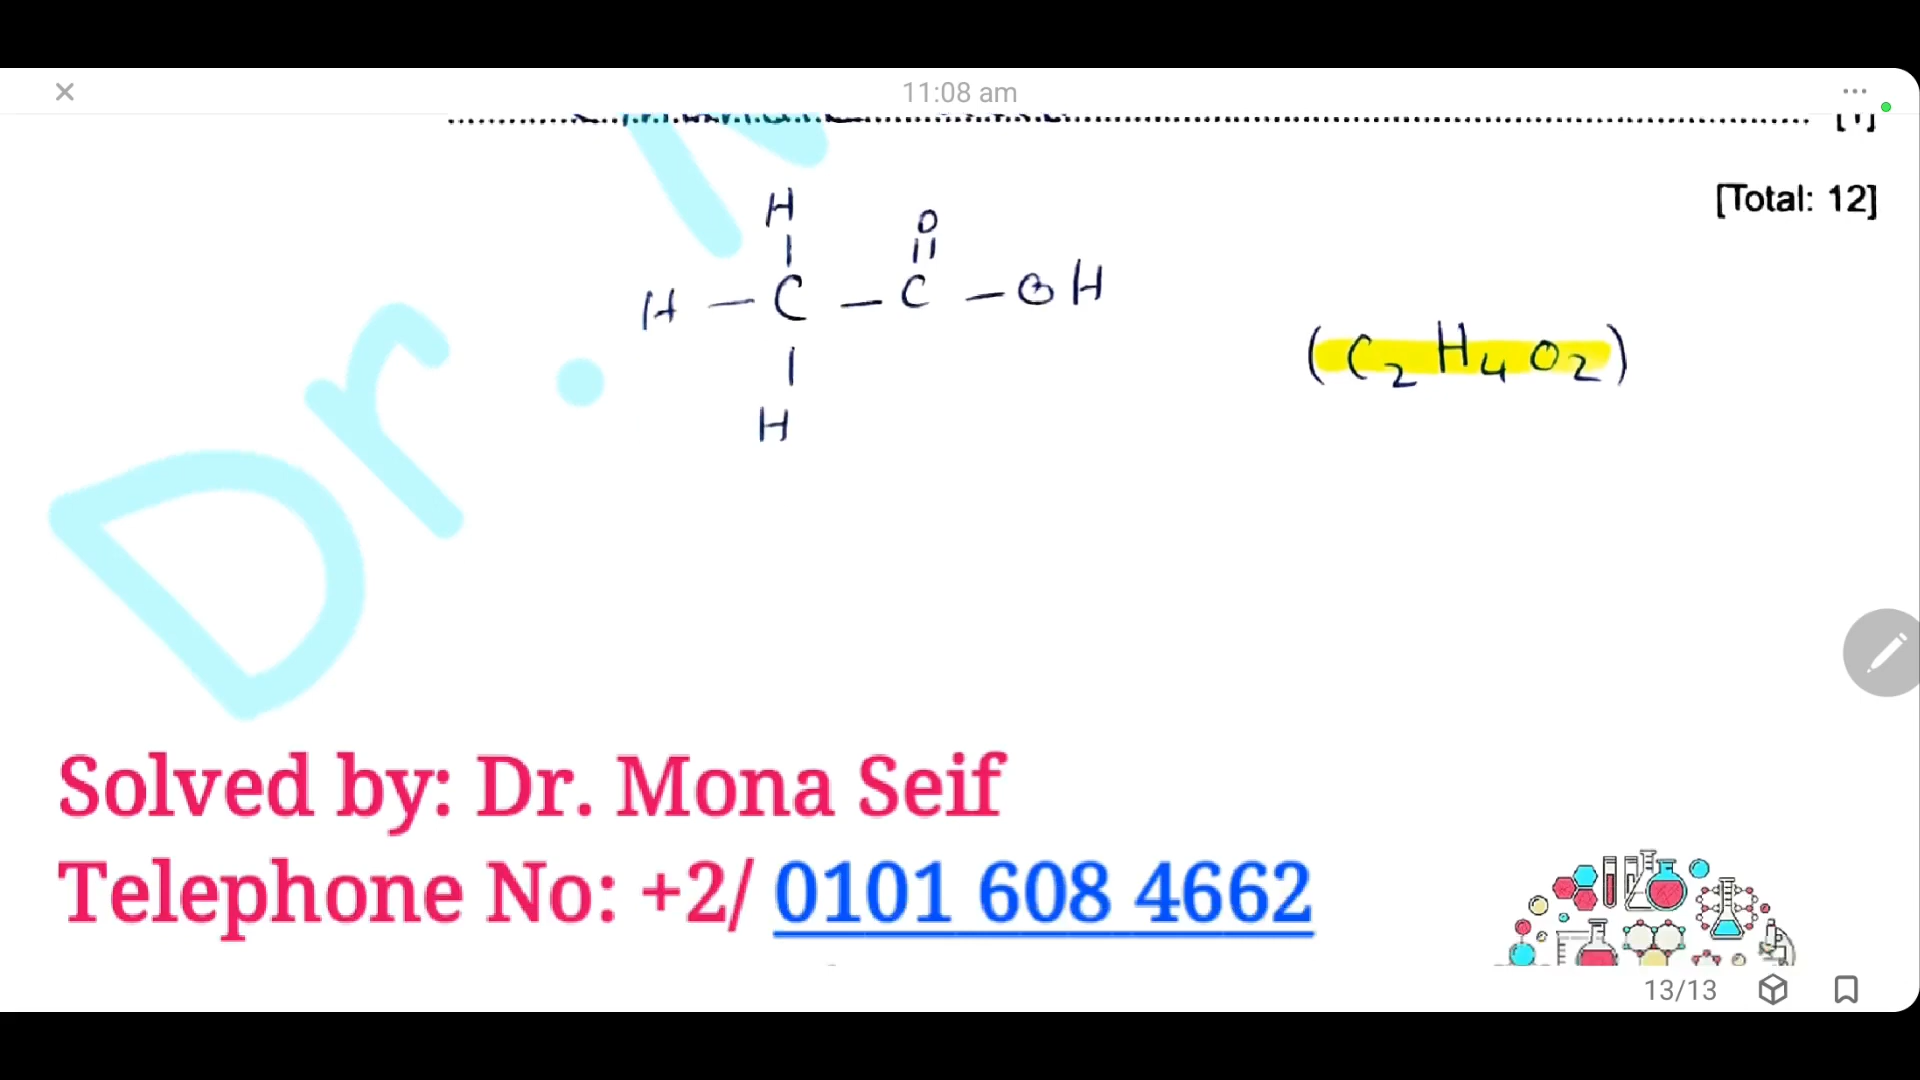 11:08 am
[1]
[Total: 12]
H
O
H – C – C – OH
H
(C₂H₄O₂)
Dr.
Solved by: Dr. Mona Seif
Telephone No: +2/ 0101 608 4662
13/13